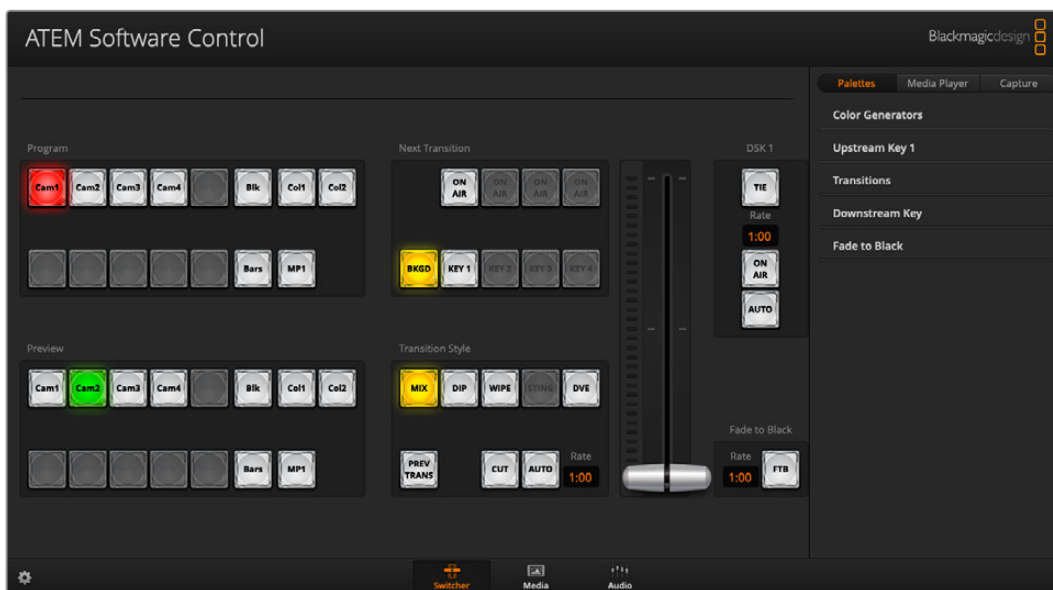 ATEM Software Control
Blackmagicdesign
Palettes Media Player Capture
Color Generators
Upstream Key 1
Transitions
Downstream Key
Fade to Black
Program
Cam1 Cam2 Cam3 Cam4 Blk Col1 Col2
Bars MP1
Next Transition
ON AIR ON AIR ON AIR ON AIR
BKGD KEY 1 KEY 2 KEY 3 KEY 4
DSK 1
TIE
Rate
1:00
ON AIR
AUTO
Preview
Cam1 Cam2 Cam3 Cam4 Blk Col1 Col2
Bars MP1
Transition Style
MIX DIP WIPE STING DVE
PREV TRANS CUT AUTO Rate
1:00
Fade to Black
Rate
1:00 FTB
Switcher Media Audio